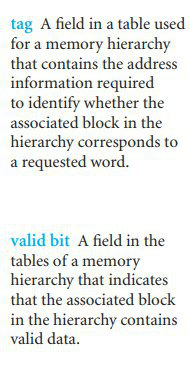 tag A field in a table used
for a memory hierarchy
that contains the address
information required
to identify whether the
associated block in the
hierarchy corresponds to
a requested word.
valid bit A field in the
tables of a memory
hierarchy that indicates
that the associated block
in the hierarchy contains
valid data.